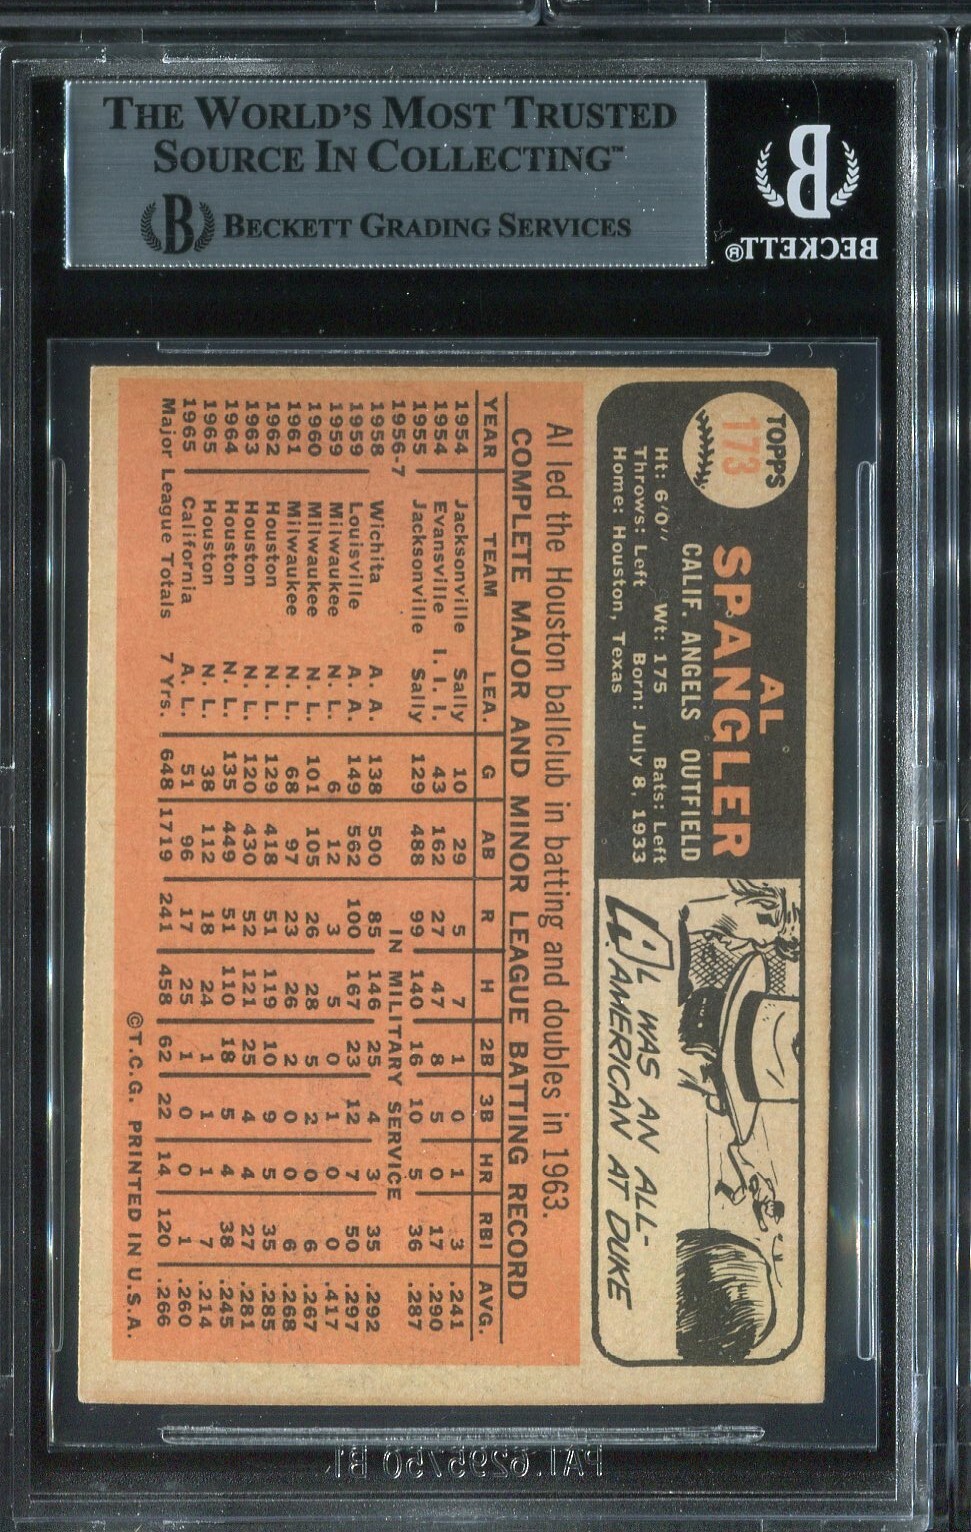 THE WORLD'S MOST TRUSTED
SOURCE IN COLLECTING™
B BECKETT GRADING SERVICES
B
BECKETT®
TOPPS
173
AL
SPANGLER
CALIF. ANGELS OUTFIELD
Ht: 6'0" Wt: 175 Bats: Left
Throws: Left Born: July 8, 1933
Home: Houston, Texas
AL WAS AN ALL-
AMERICAN AT DUKE
Al led the Houston ballclub in batting and doubles in 1963.
COMPLETE MAJOR AND MINOR LEAGUE BATTING RECORD
YEAR TEAM LEA. G AB R H 2B 3B HR RBI AVG.
1954 Jacksonville Sally 10 29 5 7 1 0 1 3 .241
1954 Evansville I. I. I. 43 162 27 47 8 5 0 17 .290
1955 Jacksonville Sally 129 488 99 140 16 10 5 36 .287
1956-7 IN MILITARY SERVICE
1958 Wichita A. A. 138 500 85 146 25 4 3 35 .292
1959 Louisville A. A. 149 562 100 167 23 12 7 50 .297
1959 Milwaukee N. L. 6 12 3 5 0 1 0 0 .417
1960 Milwaukee N. L. 101 105 26 28 5 2 0 6 .267
1961 Milwaukee N. L. 68 97 23 26 2 0 0 6 .268
1962 Houston N. L. 129 418 51 119 10 9 5 35 .285
1963 Houston N. L. 120 430 52 121 25 4 4 27 .281
1964 Houston N. L. 135 449 51 110 18 5 4 38 .245
1965 Houston N. L. 38 112 18 24 1 1 1 7 .214
1965 California A. L. 51 96 17 25 1 0 0 1 .260
Major League Totals 7 Yrs. 648 1719 241 458 62 22 14 120 .266
©T.C.G. PRINTED IN U.S.A.